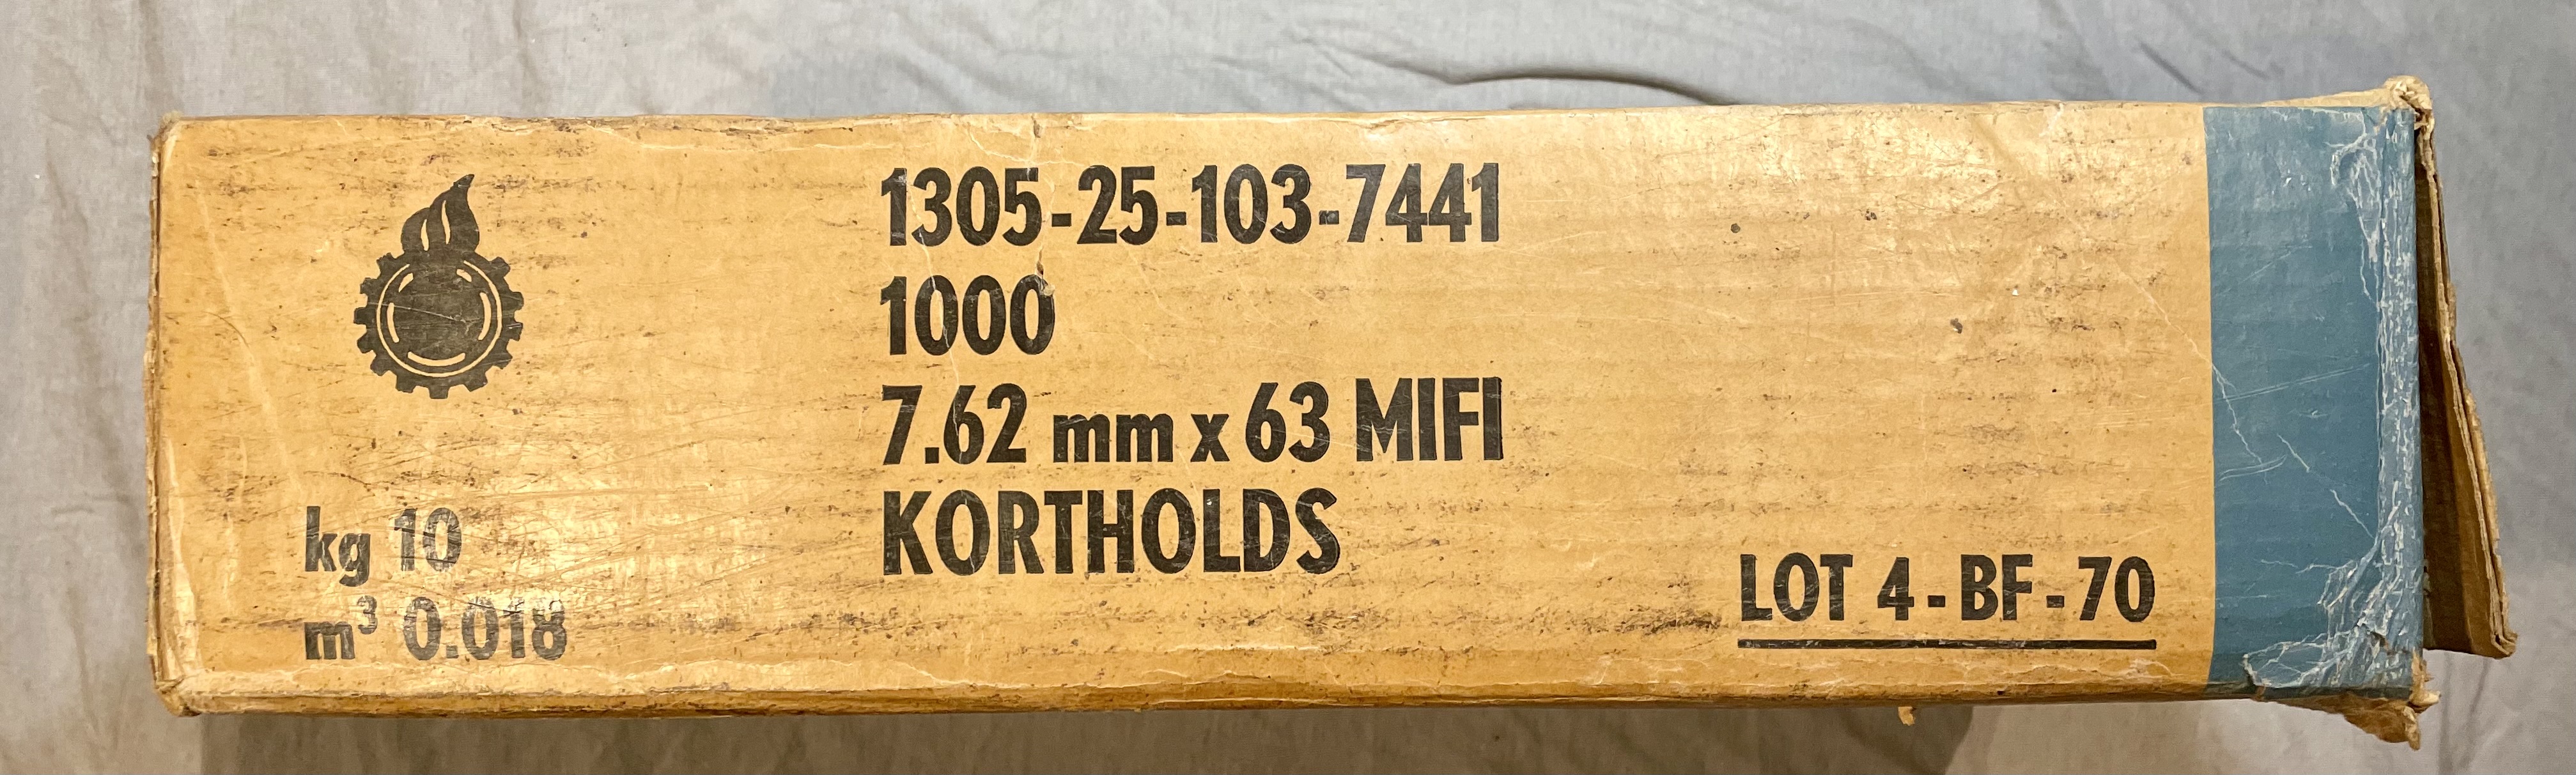 1305-25-103-7441
1000
7.62 mm x 63 MIFI
KORTHOLDS
kg 10
m³ 0.018
LOT 4-BF-70